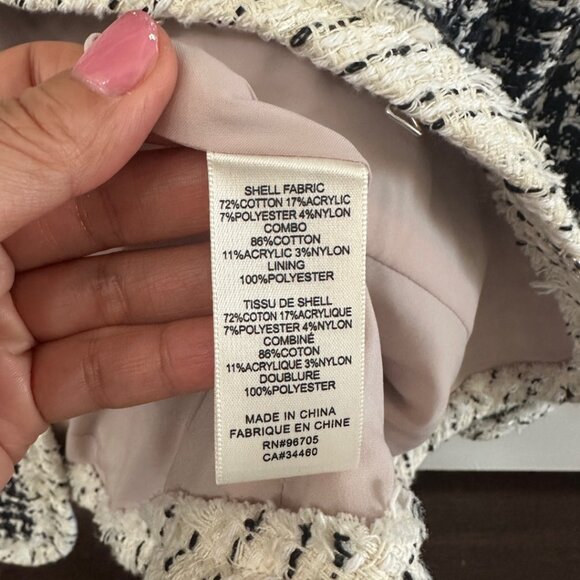 SHELL FABRIC
72%COTTON 17%ACRYLIC
7%POLYESTER 4%NYLON
COMBO
86%COTTON
11%ACRYLIC 3%NYLON
LINING
100%POLYESTER
TISSU DE SHELL
72%COTON 17%ACRYLIQUE
7%POLYESTER 4%NYLON
COMBINÉ
86%COTON
11%ACRYLIQUE 3%NYLON
DOUBLURE
100%POLYESTER
MADE IN CHINA
FABRIQUE EN CHINE
RN#96705
CA#34460